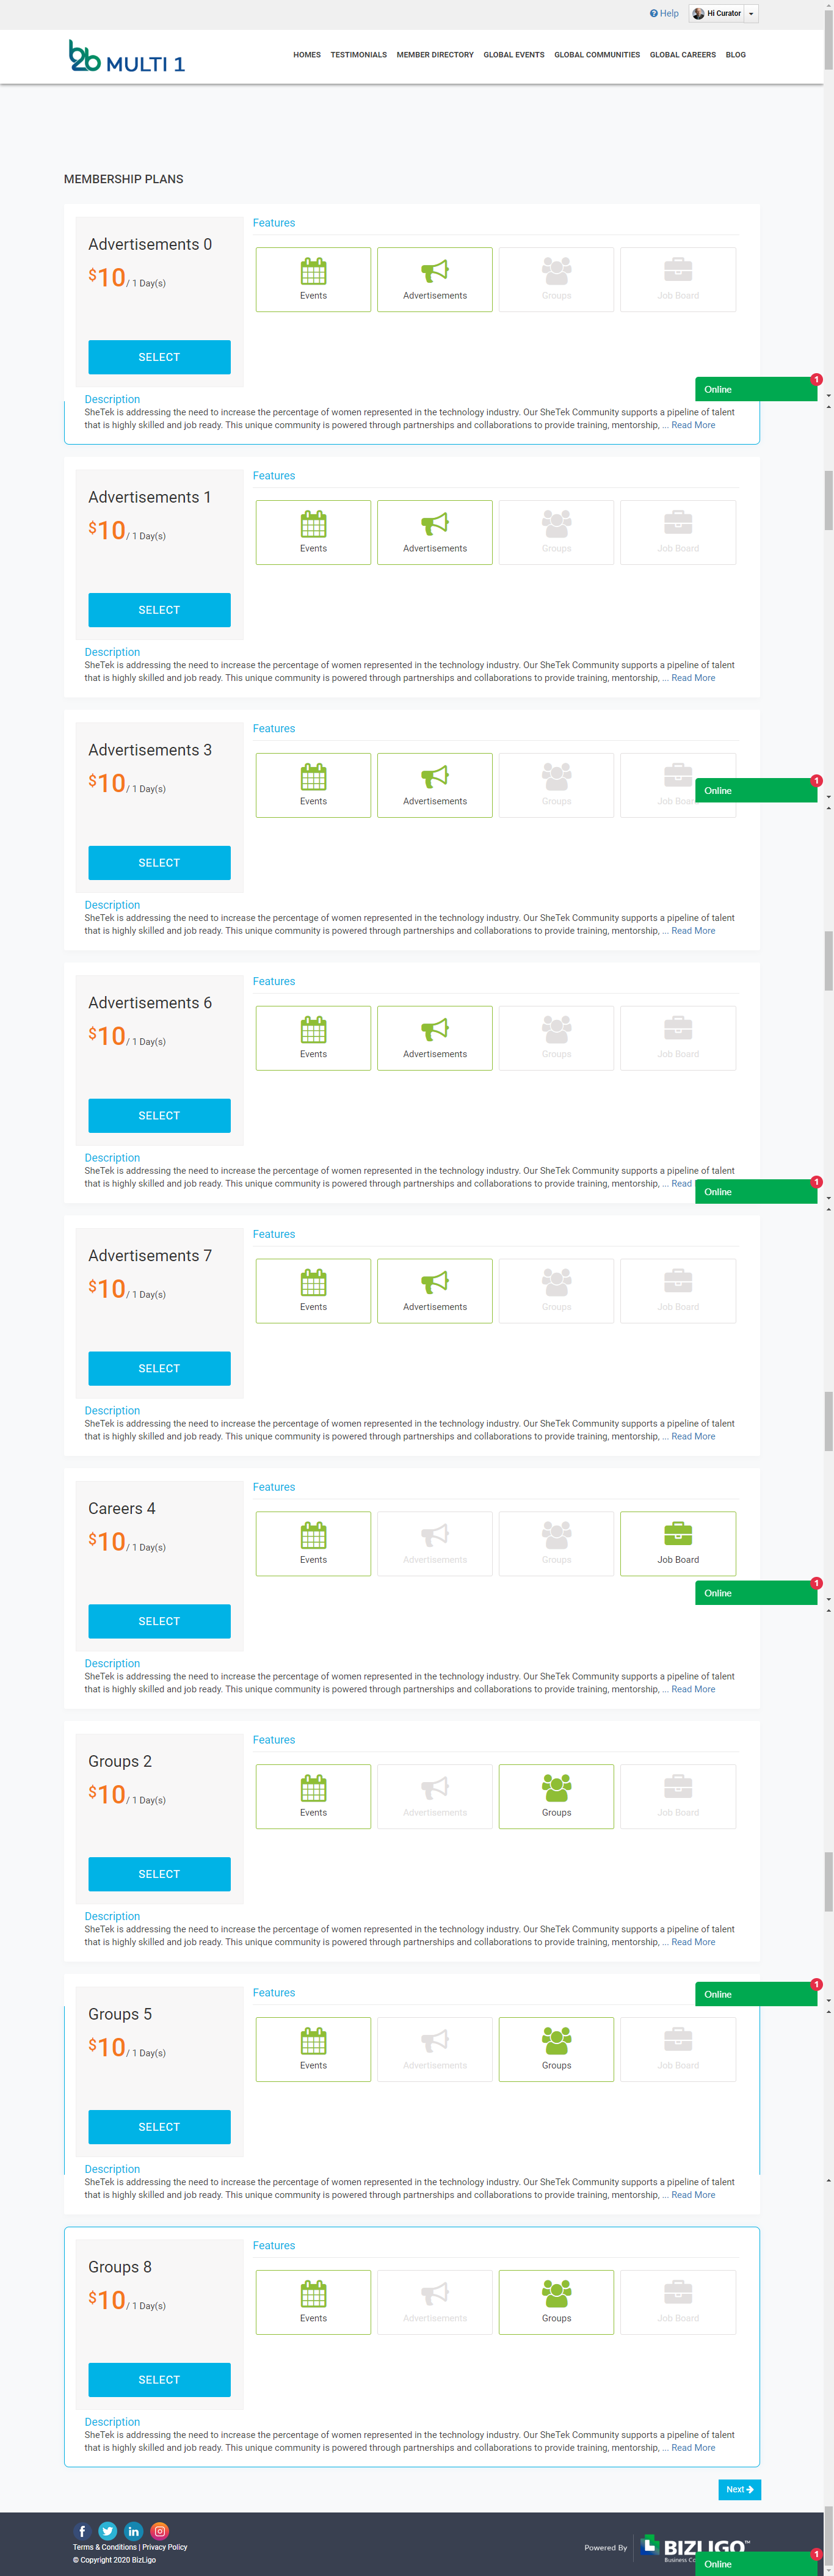 Help
Hi Curator
b2b MULTI 1
HOMES TESTIMONIALS MEMBER DIRECTORY GLOBAL EVENTS GLOBAL COMMUNITIES GLOBAL CAREERS BLOG
MEMBERSHIP PLANS
Advertisements 0
$10/ 1 Day(s)
SELECT
Features
Events Advertisements Groups Job Board
Online 1
Description
SheTek is addressing the need to increase the percentage of women represented in the technology industry. Our SheTek Community supports a pipeline of talent
that is highly skilled and job ready. This unique community is powered through partnerships and collaborations to provide training, mentorship, ... Read More
Advertisements 1
$10/ 1 Day(s)
SELECT
Features
Events Advertisements Groups Job Board
Description
SheTek is addressing the need to increase the percentage of women represented in the technology industry. Our SheTek Community supports a pipeline of talent
that is highly skilled and job ready. This unique community is powered through partnerships and collaborations to provide training, mentorship, ... Read More
Advertisements 3
$10/ 1 Day(s)
SELECT
Features
Events Advertisements Groups Job Board
Online 1
Description
SheTek is addressing the need to increase the percentage of women represented in the technology industry. Our SheTek Community supports a pipeline of talent
that is highly skilled and job ready. This unique community is powered through partnerships and collaborations to provide training, mentorship, ... Read More
Advertisements 6
$10/ 1 Day(s)
SELECT
Features
Events Advertisements Groups Job Board
Description
SheTek is addressing the need to increase the percentage of women represented in the technology industry. Our SheTek Community supports a pipeline of talent
that is highly skilled and job ready. This unique community is powered through partnerships and collaborations to provide training, mentorship, ... Read
Online 1
Advertisements 7
$10/ 1 Day(s)
SELECT
Features
Events Advertisements Groups Job Board
Description
SheTek is addressing the need to increase the percentage of women represented in the technology industry. Our SheTek Community supports a pipeline of talent
that is highly skilled and job ready. This unique community is powered through partnerships and collaborations to provide training, mentorship, ... Read More
Careers 4
$10/ 1 Day(s)
SELECT
Features
Events Advertisements Groups Job Board
Online 1
Description
SheTek is addressing the need to increase the percentage of women represented in the technology industry. Our SheTek Community supports a pipeline of talent
that is highly skilled and job ready. This unique community is powered through partnerships and collaborations to provide training, mentorship, ... Read More
Groups 2
$10/ 1 Day(s)
SELECT
Features
Events Advertisements Groups Job Board
Description
SheTek is addressing the need to increase the percentage of women represented in the technology industry. Our SheTek Community supports a pipeline of talent
that is highly skilled and job ready. This unique community is powered through partnerships and collaborations to provide training, mentorship, ... Read More
Groups 5
$10/ 1 Day(s)
SELECT
Features
Online 1
Events Advertisements Groups Job Board
Description
SheTek is addressing the need to increase the percentage of women represented in the technology industry. Our SheTek Community supports a pipeline of talent
that is highly skilled and job ready. This unique community is powered through partnerships and collaborations to provide training, mentorship, ... Read More
Groups 8
$10/ 1 Day(s)
SELECT
Features
Events Advertisements Groups Job Board
Description
SheTek is addressing the need to increase the percentage of women represented in the technology industry. Our SheTek Community supports a pipeline of talent
that is highly skilled and job ready. This unique community is powered through partnerships and collaborations to provide training, mentorship, ... Read More
Next
Terms & Conditions | Privacy Policy
© Copyright 2020 BizLigo
Powered By BIZLIGO™
Business
Online 1